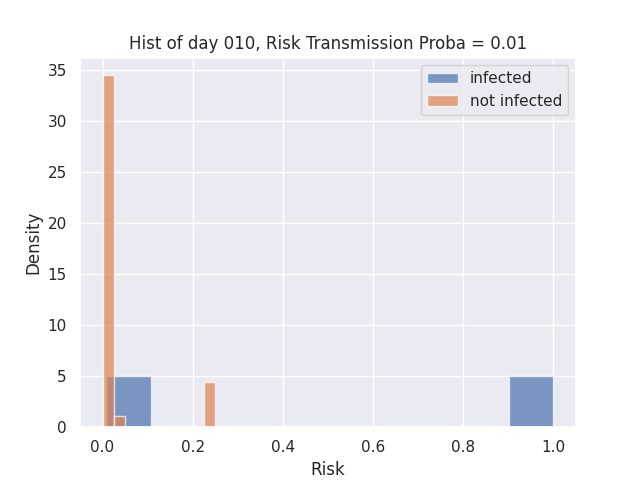 Hist of day 010, Risk Transmission Proba = 0.01
infected
not infected
35
30
25
20
15
10
5
0
Density
0.0 0.2 0.4 0.6 0.8 1.0
Risk